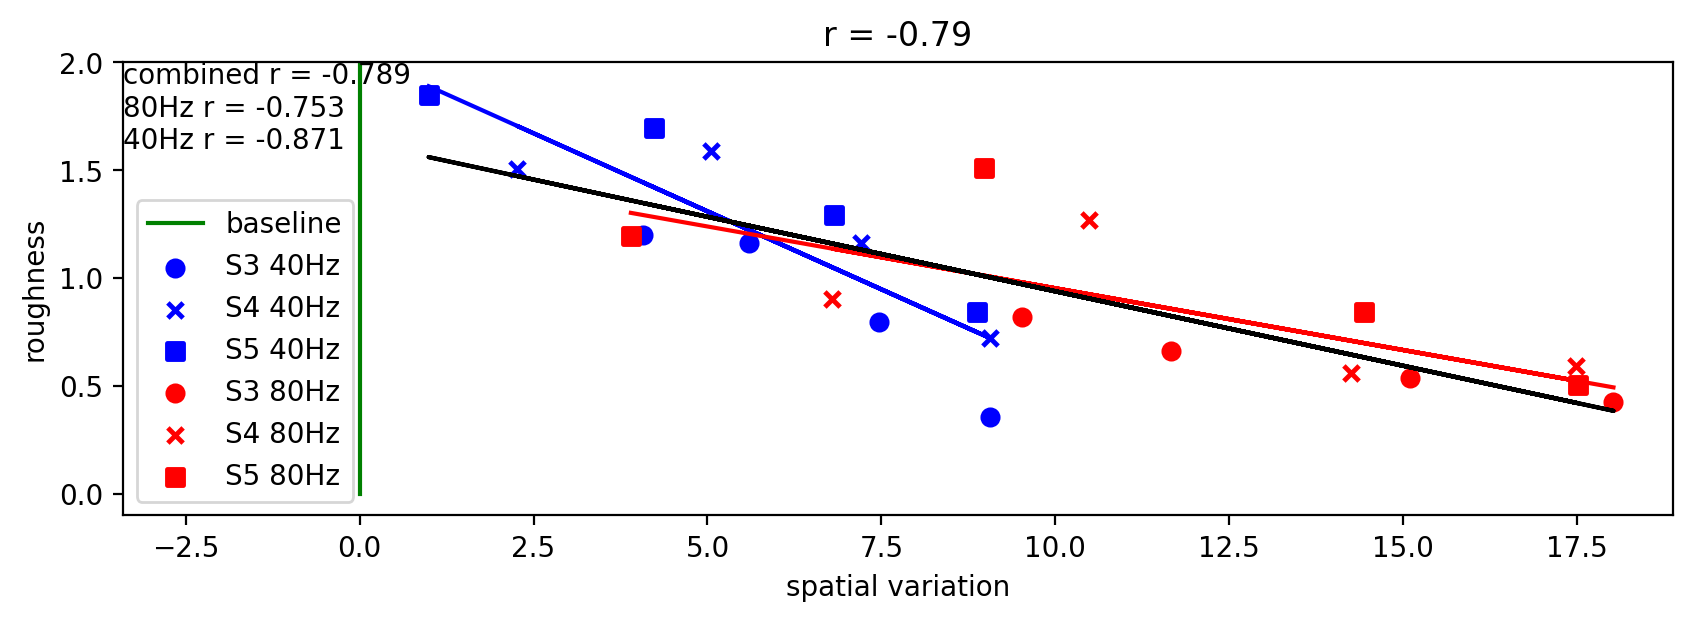 r = -0.79
combined r = -0.789
80Hz r = -0.753
40Hz r = -0.871
baseline
S3 40Hz
S4 40Hz
S5 40Hz
S3 80Hz
S4 80Hz
S5 80Hz
roughness
2.0
1.5
1.0
0.5
0.0
−2.5 0.0 2.5 5.0 7.5 10.0 12.5 15.0 17.5
spatial variation